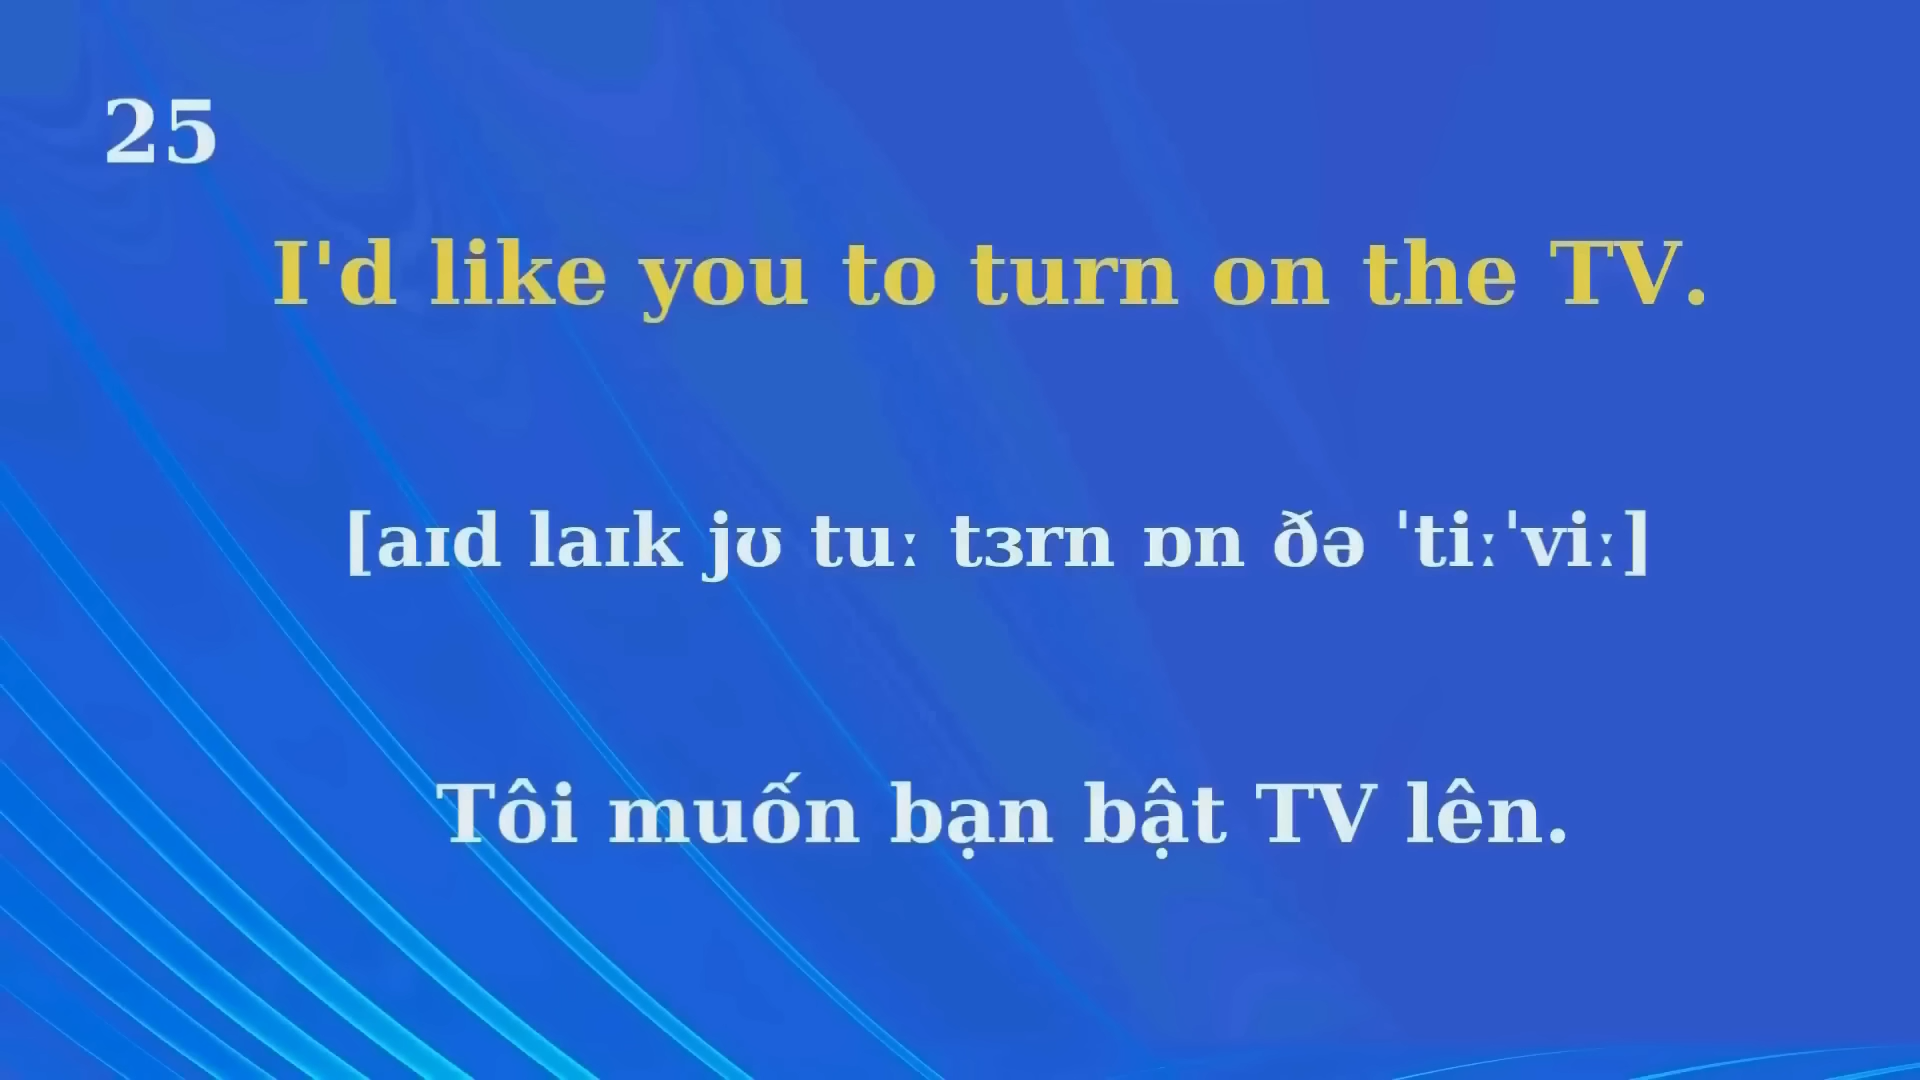 25
I'd like you to turn on the TV.
[aɪd laɪk jʊ tuː tɜrn ɒn ðə ˈtiːˈviː]
Tôi muốn bạn bật TV lên.